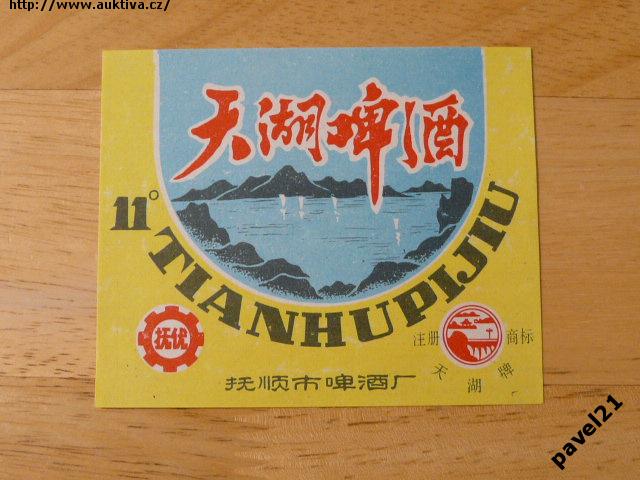 http://www.auktiva.cz/
天湖啤酒
11°
TIANHUPIJIU
抚优
注册 商标
天湖牌
抚顺市啤酒厂
pavel21